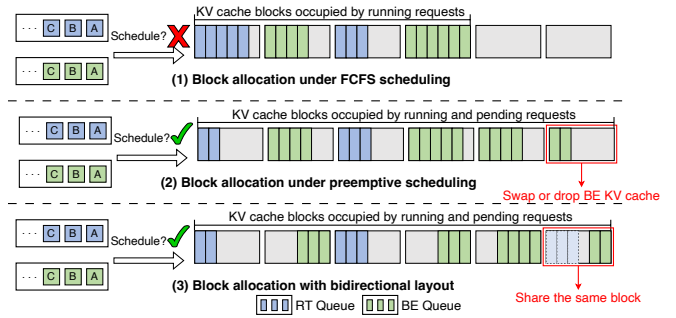 KV cache blocks occupied by running requests
··· C B A
Schedule?
··· C B A
(1) Block allocation under FCFS scheduling
KV cache blocks occupied by running and pending requests
··· C B A
Schedule?
··· C B A
(2) Block allocation under preemptive scheduling
Swap or drop BE KV cache
KV cache blocks occupied by running and pending requests
··· C B A
Schedule?
··· C B A
(3) Block allocation with bidirectional layout
Share the same block
RT Queue BE Queue